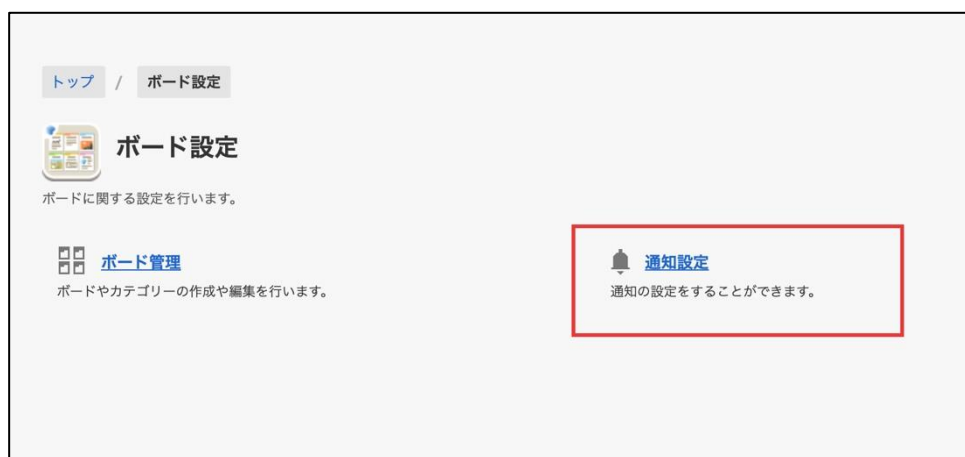 トップ / ボード設定
ボード設定
ボードに関する設定を行います。
ボード管理
ボードやカテゴリーの作成や編集を行います。
通知設定
通知の設定をすることができます。